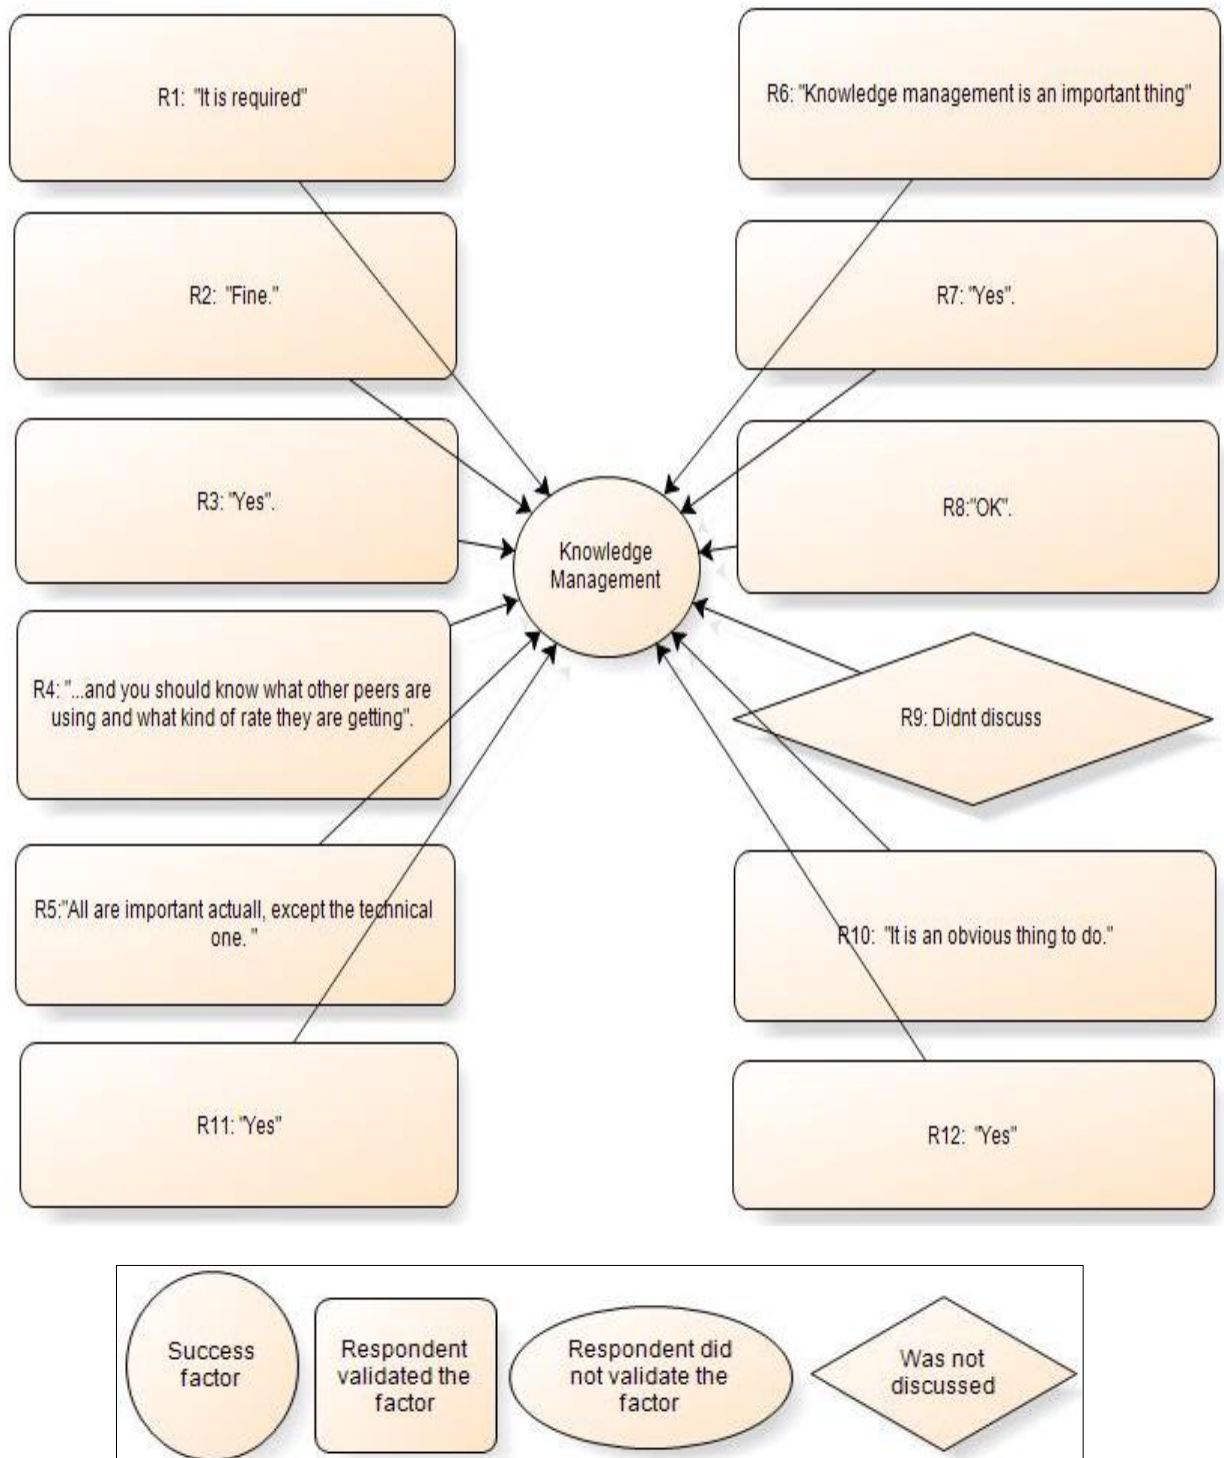 R1: "It is required"
R2: "Fine."
R3: "Yes".
R4: "...and you should know what other peers are
using and what kind of rate they are getting".
R5:"All are important actuall, except the technical
one. "
R11: "Yes"
Knowledge
Management
R6: "Knowledge management is an important thing"
R7: "Yes".
R8:"OK".
R9: Didnt discuss
R10: "It is an obvious thing to do."
R12: "Yes"
Success
factor
Respondent
validated the
factor
Respondent did
not validate the
factor
Was not
discussed